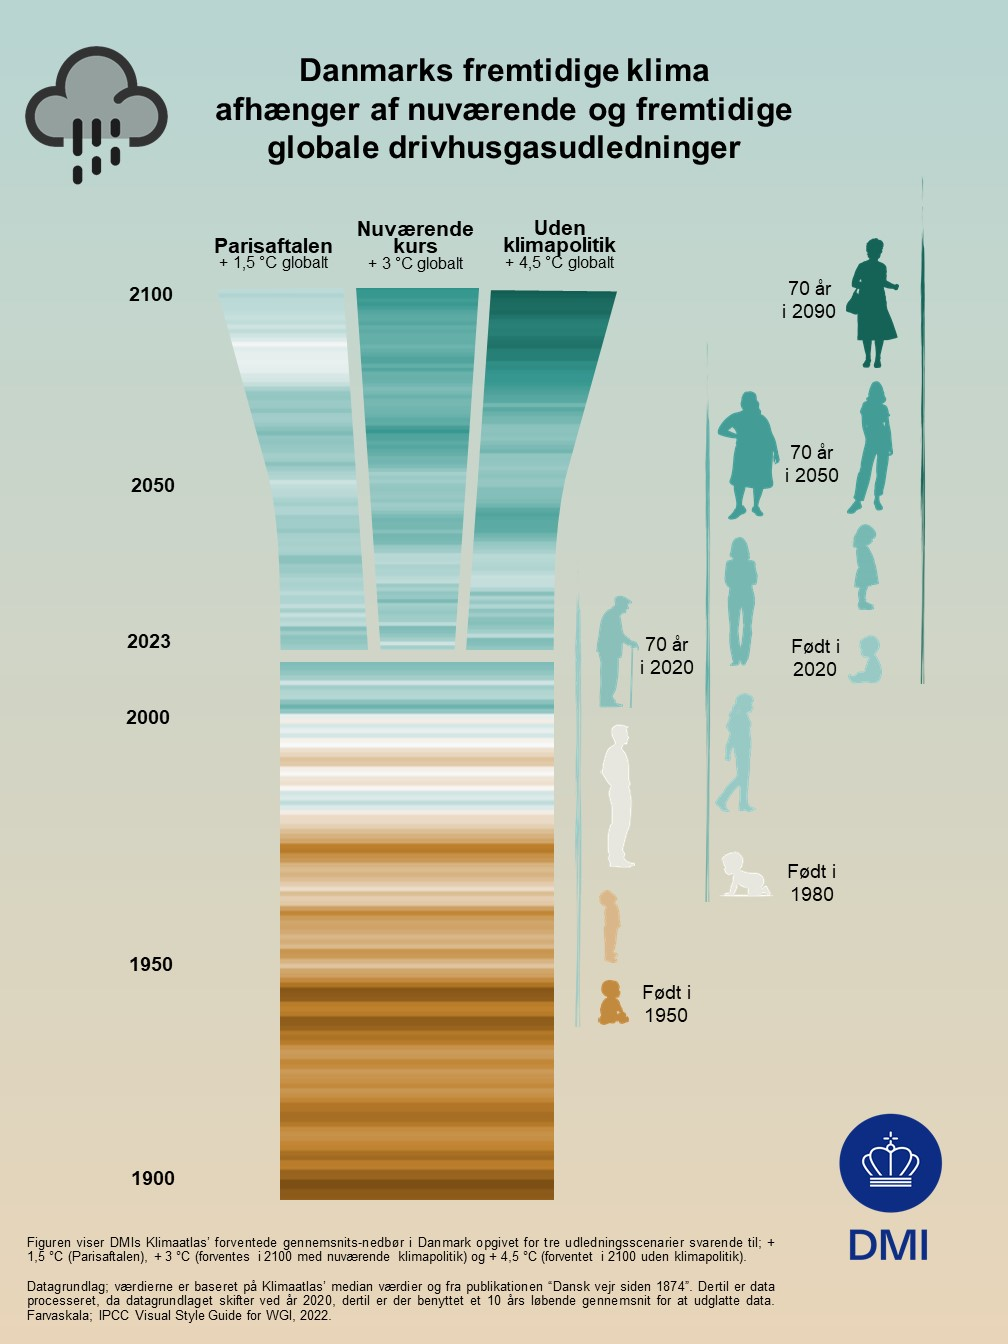 Danmarks fremtidige klima
afhænger af nuværende og fremtidige
globale drivhusgasudledninger
Parisaftalen
+ 1,5 °C globalt
Nuværende
kurs
+ 3 °C globalt
Uden
klimapolitik
+ 4,5 °C globalt
2100
2050
2023
2000
1950
1900
70 år
i 2090
70 år
i 2050
70 år
i 2020
Født i
2020
Født i
1980
Født i
1950
DMI
Figuren viser DMIs Klimaatlas’ forventede gennemsnits-nedbør i Danmark opgivet for tre udledningsscenarier svarende til; +
1,5 °C (Parisaftalen), + 3 °C (forventes i 2100 med nuværende klimapolitik) og + 4,5 °C (forventet i 2100 uden klimapolitik).
Datagrundlag; værdierne er baseret på Klimaatlas’ median værdier og fra publikationen “Dansk vejr siden 1874”. Dertil er data
processeret, da datagrundlaget skifter ved år 2020, dertil er der benyttet et 10 års løbende gennemsnit for at udglatte data.
Farvaskala; IPCC Visual Style Guide for WGI, 2022.